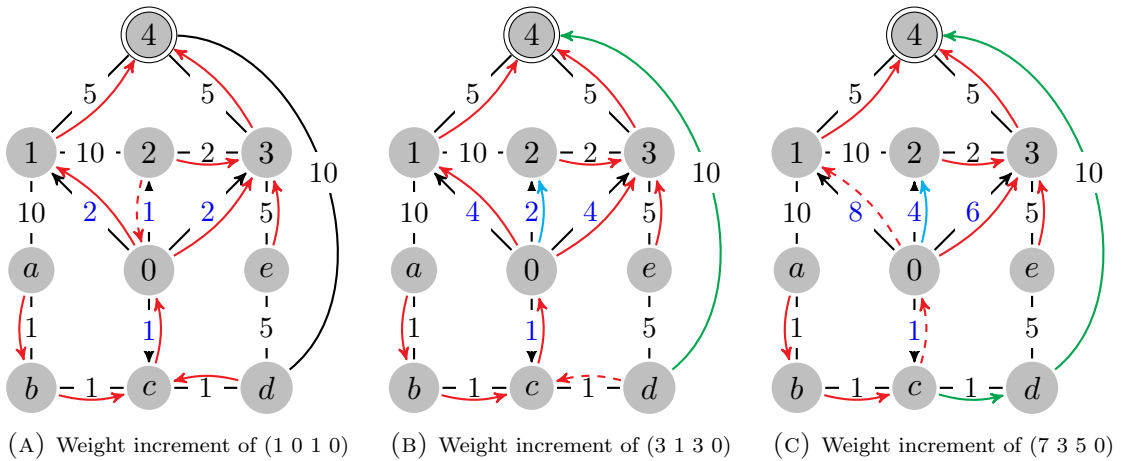 4 4 4
5 5 5 5 5 5
1 10 2 2 3 10 1 10 2 2 3 10 1 10 2 2 3 10
10 2 1 2 5 10 4 2 4 5 10 8 4 6 5
a 0 e a 0 e a 0 e
1 1 5 1 1 5 1 1 5
b 1 c 1 d b 1 c 1 d b 1 c 1 d
(A) Weight increment of (1 0 1 0) (B) Weight increment of (3 1 3 0) (C) Weight increment of (7 3 5 0)